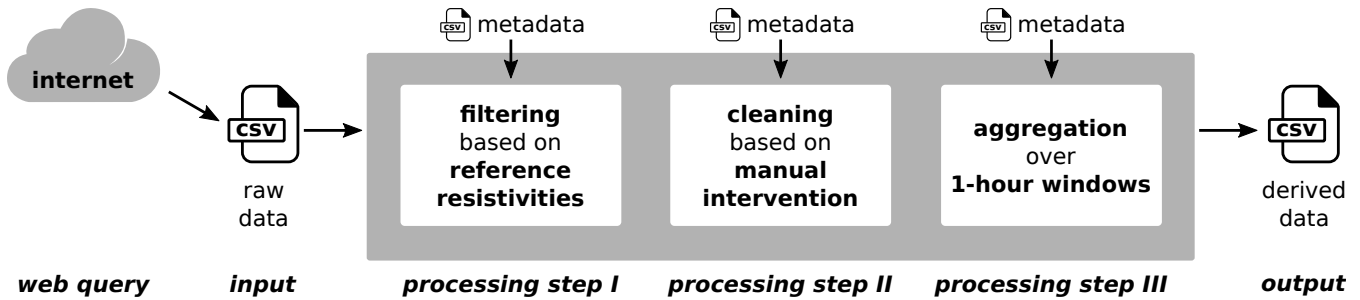 internet
CSV
raw
data
CSV metadata
filtering
based on
reference
resistivities
CSV metadata
cleaning
based on
manual
intervention
CSV metadata
aggregation
over
1-hour windows
CSV
derived
data
web query
input
processing step I
processing step II
processing step III
output